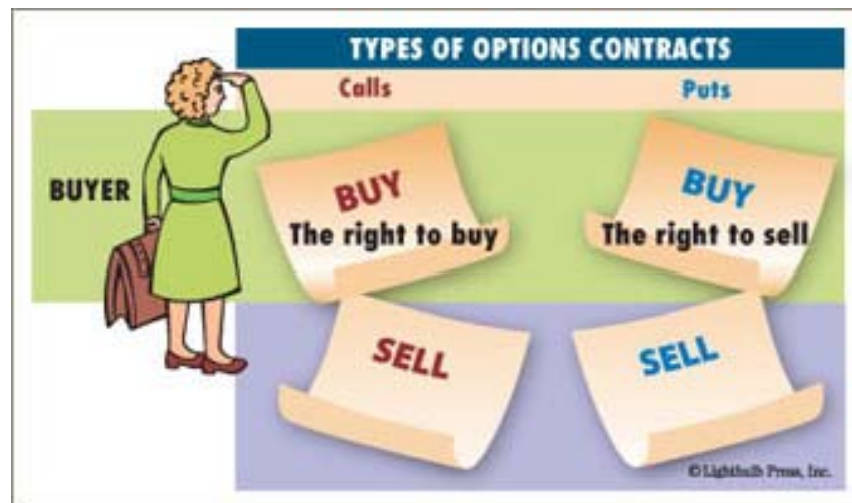 TYPES OF OPTIONS CONTRACTS
Calls Puts
BUYER
BUY
The right to buy
BUY
The right to sell
SELL
SELL
© Lightbulb Press, Inc.